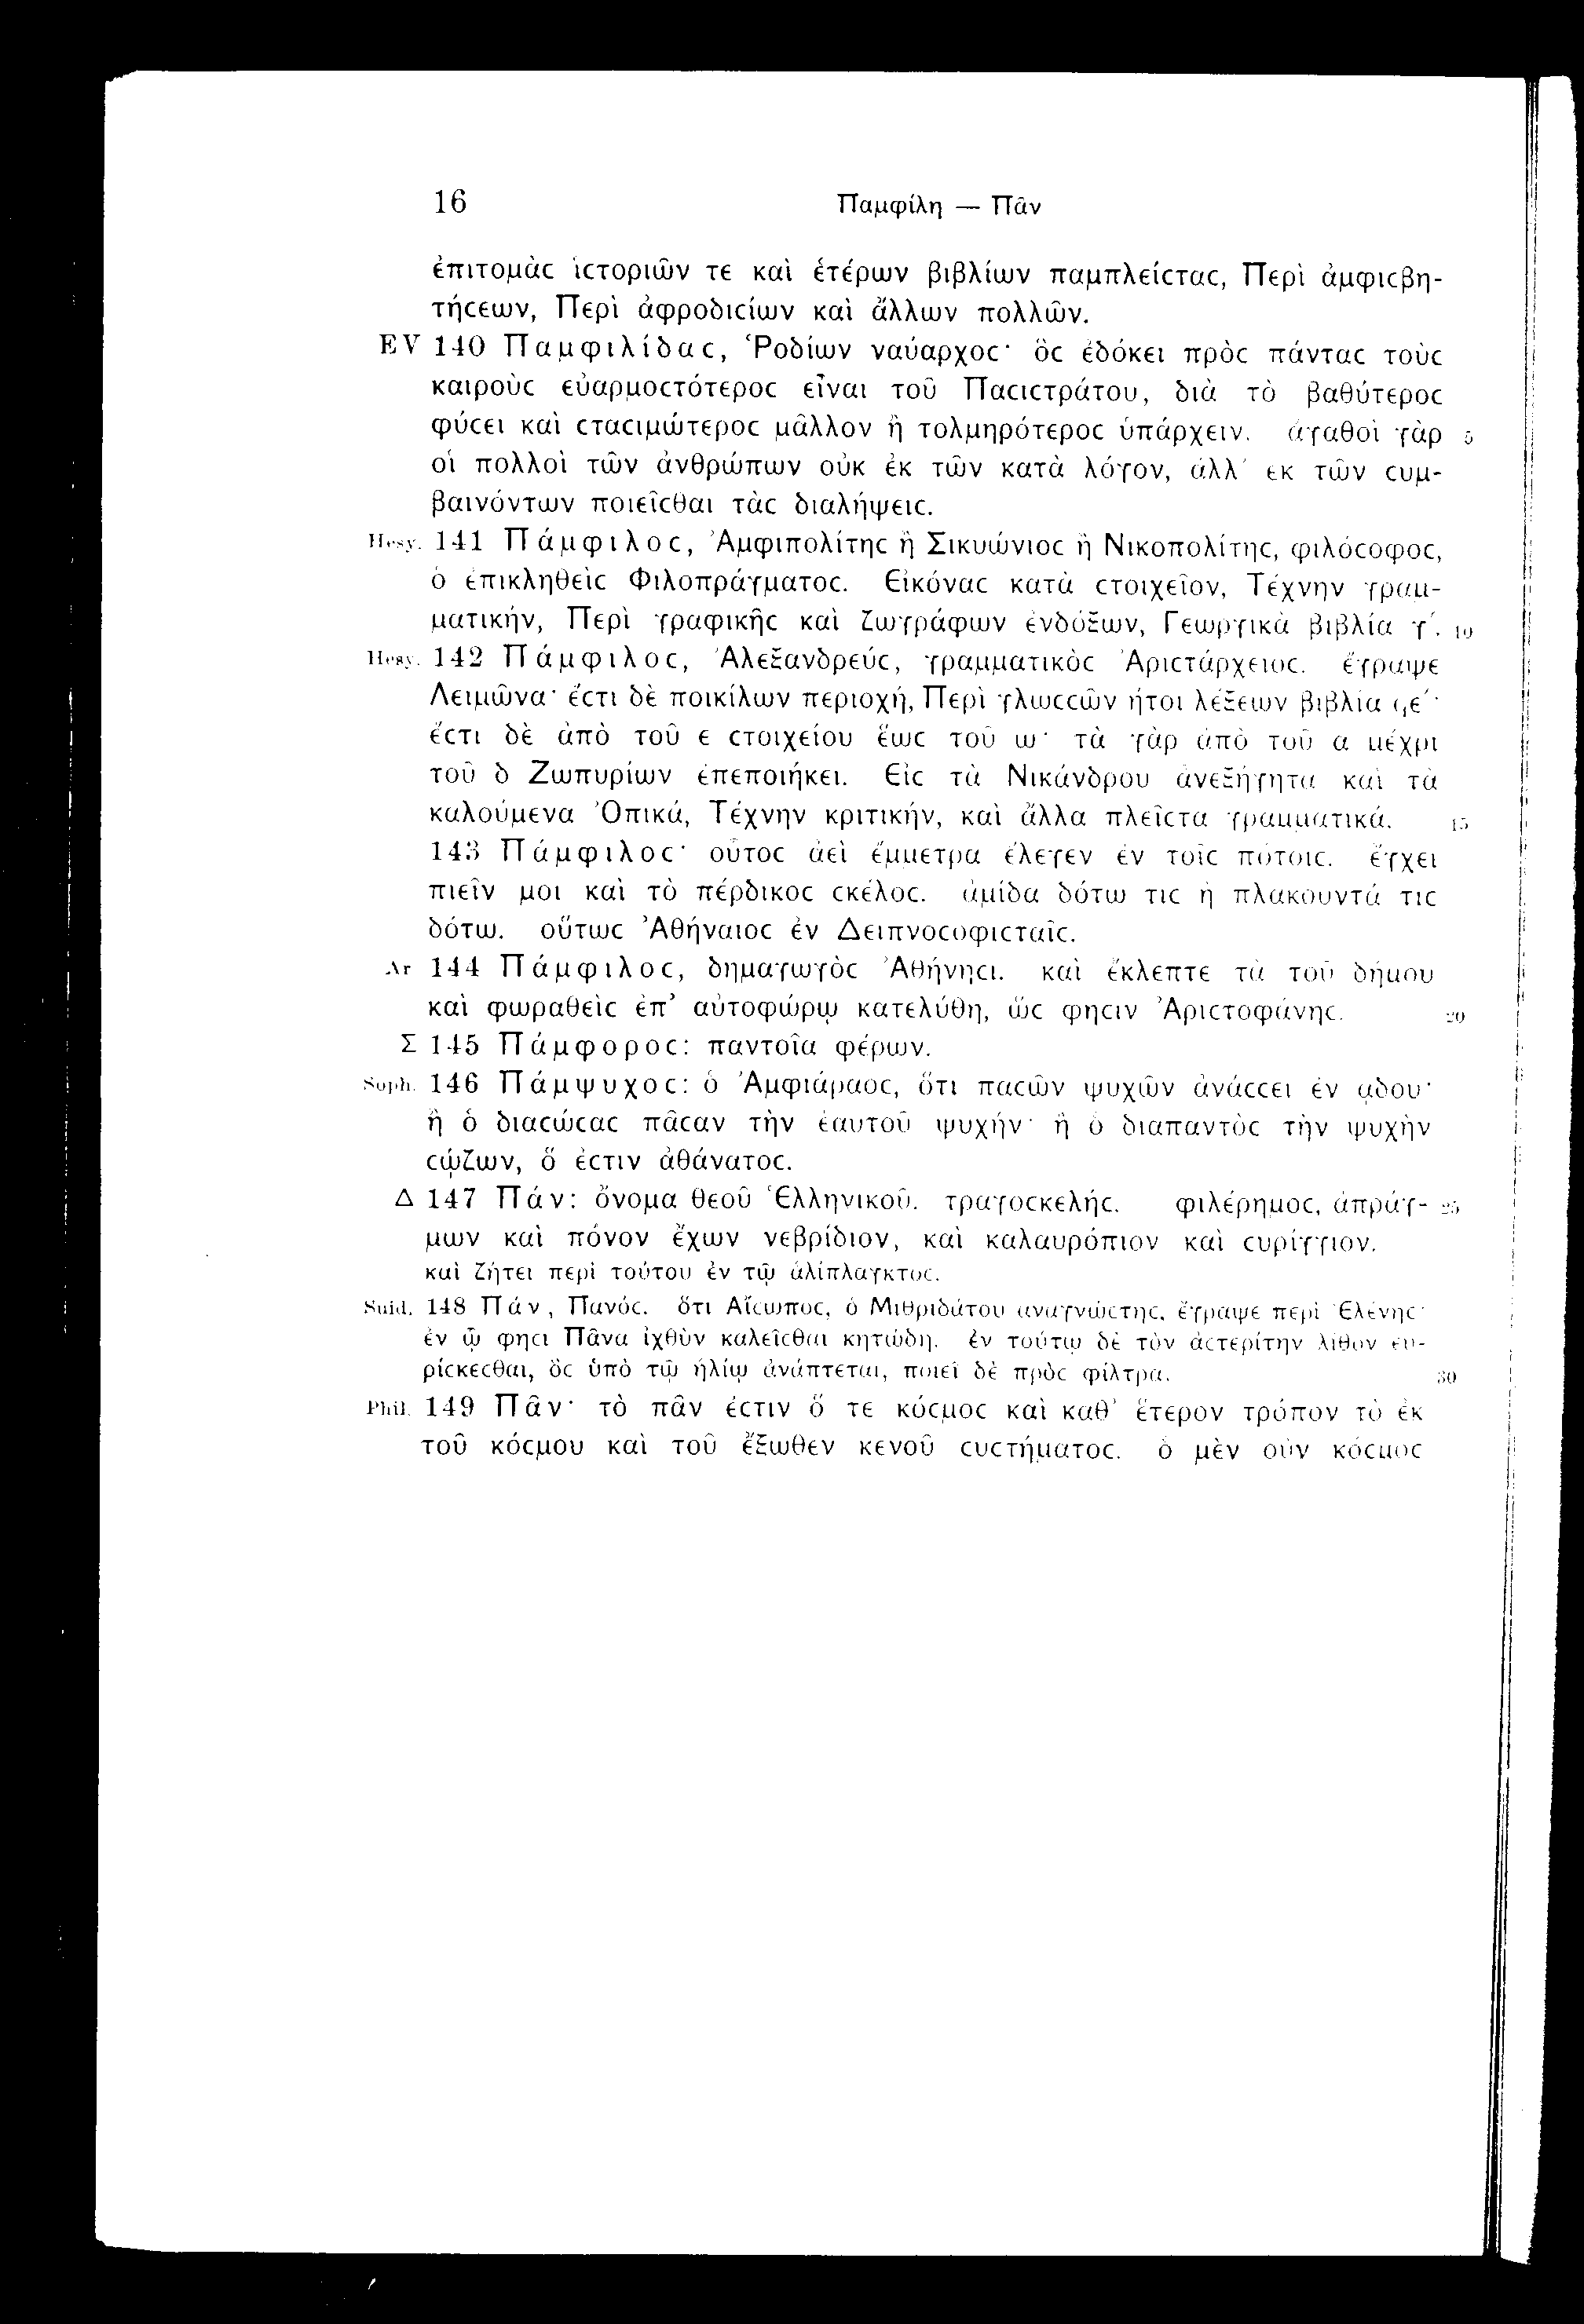 16 Παμφίλη — Πᾶν
ἐπιτομὰϲ ἱϲτοριῶν τε καὶ ἑτέρων βιβλίων παμπλείϲταϲ, Περὶ ἀμφιϲβη-
τήϲεων, Περὶ ἀφροδιϲίων καὶ ἄλλων πολλῶν.
EV 140 Παμφιλίδαϲ, Ῥοδίων ναύαρχοϲ· ὃϲ ἐδόκει πρὸϲ πάνταϲ τοὺϲ
καιροὺϲ εὐαρμοϲτότεροϲ εἶναι τοῦ Παϲιϲτράτου, διὰ τὸ βαθύτεροϲ
φύϲει καὶ ϲταϲιμώτεροϲ μᾶλλον ἢ τολμηρότεροϲ ὑπάρχειν. ἀγαθοὶ γὰρ 5
οἱ πολλοὶ τῶν ἀνθρώπων οὐκ ἐκ τῶν κατὰ λόγον, ἀλλ' ἐκ τῶν ϲυμ-
βαινόντων ποιεῖϲθαι τὰϲ διαλήψειϲ.
Hesy. 141 Πάμφιλοϲ, Ἀμφιπολίτηϲ ἢ Σικυώνιοϲ ἢ Νικοπολίτηϲ, φιλόϲοφοϲ,
ὁ ἐπικληθεὶϲ Φιλοπράγματοϲ. Εἰκόναϲ κατὰ ϲτοιχεῖον, Τέχνην γραμ-
ματικήν, Περὶ γραφικῆϲ καὶ ζωγράφων ἐνδόξων, Γεωργικὰ βιβλία γ΄. 10
Hesy. 142 Πάμφιλοϲ, Ἀλεξανδρεύϲ, γραμματικὸϲ Ἀριϲτάρχειοϲ. ἔγραψε
Λειμῶνα· ἔϲτι δὲ ποικίλων περιοχή, Περὶ γλωϲϲῶν ἤτοι λέξεων βιβλία ϟε΄·
ἔϲτι δὲ ἀπὸ τοῦ ε ϲτοιχείου ἕωϲ τοῦ ω· τὰ γὰρ ἀπὸ τοῦ α μέχρι
τοῦ δ Ζωπυρίων ἐπεποιήκει. Εἰϲ τὰ Νικάνδρου ἀνεξήγητα καὶ τὰ
καλούμενα Ὀπικά, Τέχνην κριτικήν, καὶ ἄλλα πλεῖϲτα γραμματικά. 15
143 Πάμφιλοϲ· οὗτοϲ ἀεὶ ἔμμετρα ἔλεγεν ἐν τοῖϲ πότοιϲ. ἔγχει
πιεῖν μοι καὶ τὸ πέρδικοϲ ϲκέλοϲ. ἀμίδα δότω τιϲ ἢ πλακουντά τιϲ
δότω. οὕτωϲ Ἀθήναιοϲ ἐν Δειπνοϲοφιϲταῖϲ.
Ar 144 Πάμφιλοϲ, δημαγωγὸϲ Ἀθήνηϲι. καὶ ἔκλεπτε τὰ τοῦ δήμου
καὶ φωραθεὶϲ ἐπ' αὐτοφώρῳ κατελύθη, ὥϲ φηϲιν Ἀριϲτοφάνηϲ. 20
Σ 145 Πάμφοροϲ: παντοῖα φέρων.
Soph. 146 Πάμψυχοϲ: ὁ Ἀμφιάραοϲ, ὅτι παϲῶν ψυχῶν ἀνάϲϲει ἐν ᾅδου·
ἢ ὁ διαϲώϲαϲ πᾶϲαν τὴν ἑαυτοῦ ψυχήν· ἢ ὁ διαπαντὸϲ τὴν ψυχὴν
ϲῴζων, ὅ ἐϲτιν ἀθάνατοϲ.
Δ 147 Πάν: ὄνομα θεοῦ Ἑλληνικοῦ. τραγοϲκελήϲ. φιλέρημοϲ, ἀπράγ- 25
μων καὶ πόνον ἔχων νεβρίδιον, καὶ καλαυρόπιον καὶ ϲυρίγγιον.
καὶ ζήτει περὶ τούτου ἐν τῷ ἁλίπλαγκτοϲ.
Suid. 148 Πάν, Πανόϲ. ὅτι Αἴϲωποϲ, ὁ Μιθριδάτου ἀναγνώϲτηϲ, ἔγραψε περὶ Ἑλένηϲ·
ἐν ᾧ φηϲι Πᾶνα ἰχθὺν καλεῖϲθαι κητώδη. ἐν τούτῳ δὲ τὸν ἀϲτερίτην λίθον εὑ-
ρίϲκεϲθαι, ὃϲ ὑπὸ τῷ ἡλίῳ ἀνάπτεται, ποιεῖ δὲ πρὸϲ φίλτρα. 30
Phil. 149 Πᾶν· τὸ πᾶν ἐϲτιν ὅ τε κόϲμοϲ καὶ καθ' ἕτερον τρόπον τὸ ἐκ
τοῦ κόϲμου καὶ τοῦ ἔξωθεν κενοῦ ϲυϲτήματοϲ. ὁ μὲν οὖν κόϲμοϲ